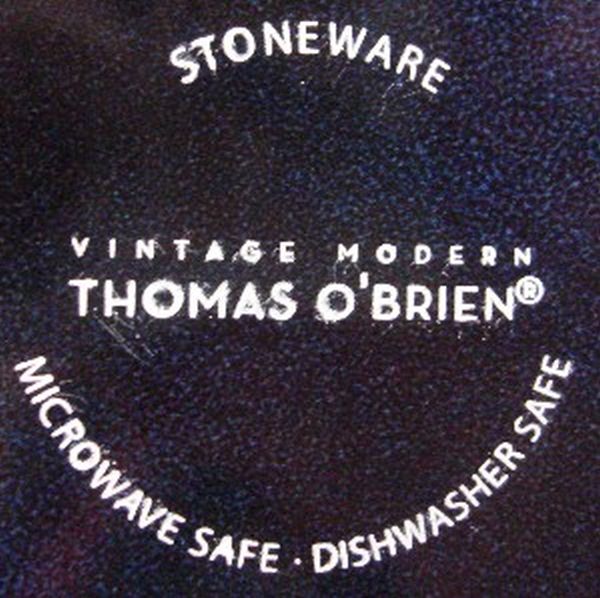 STONEWARE
VINTAGE MODERN
THOMAS O'BRIEN®
MICROWAVE SAFE · DISHWASHER SAFE